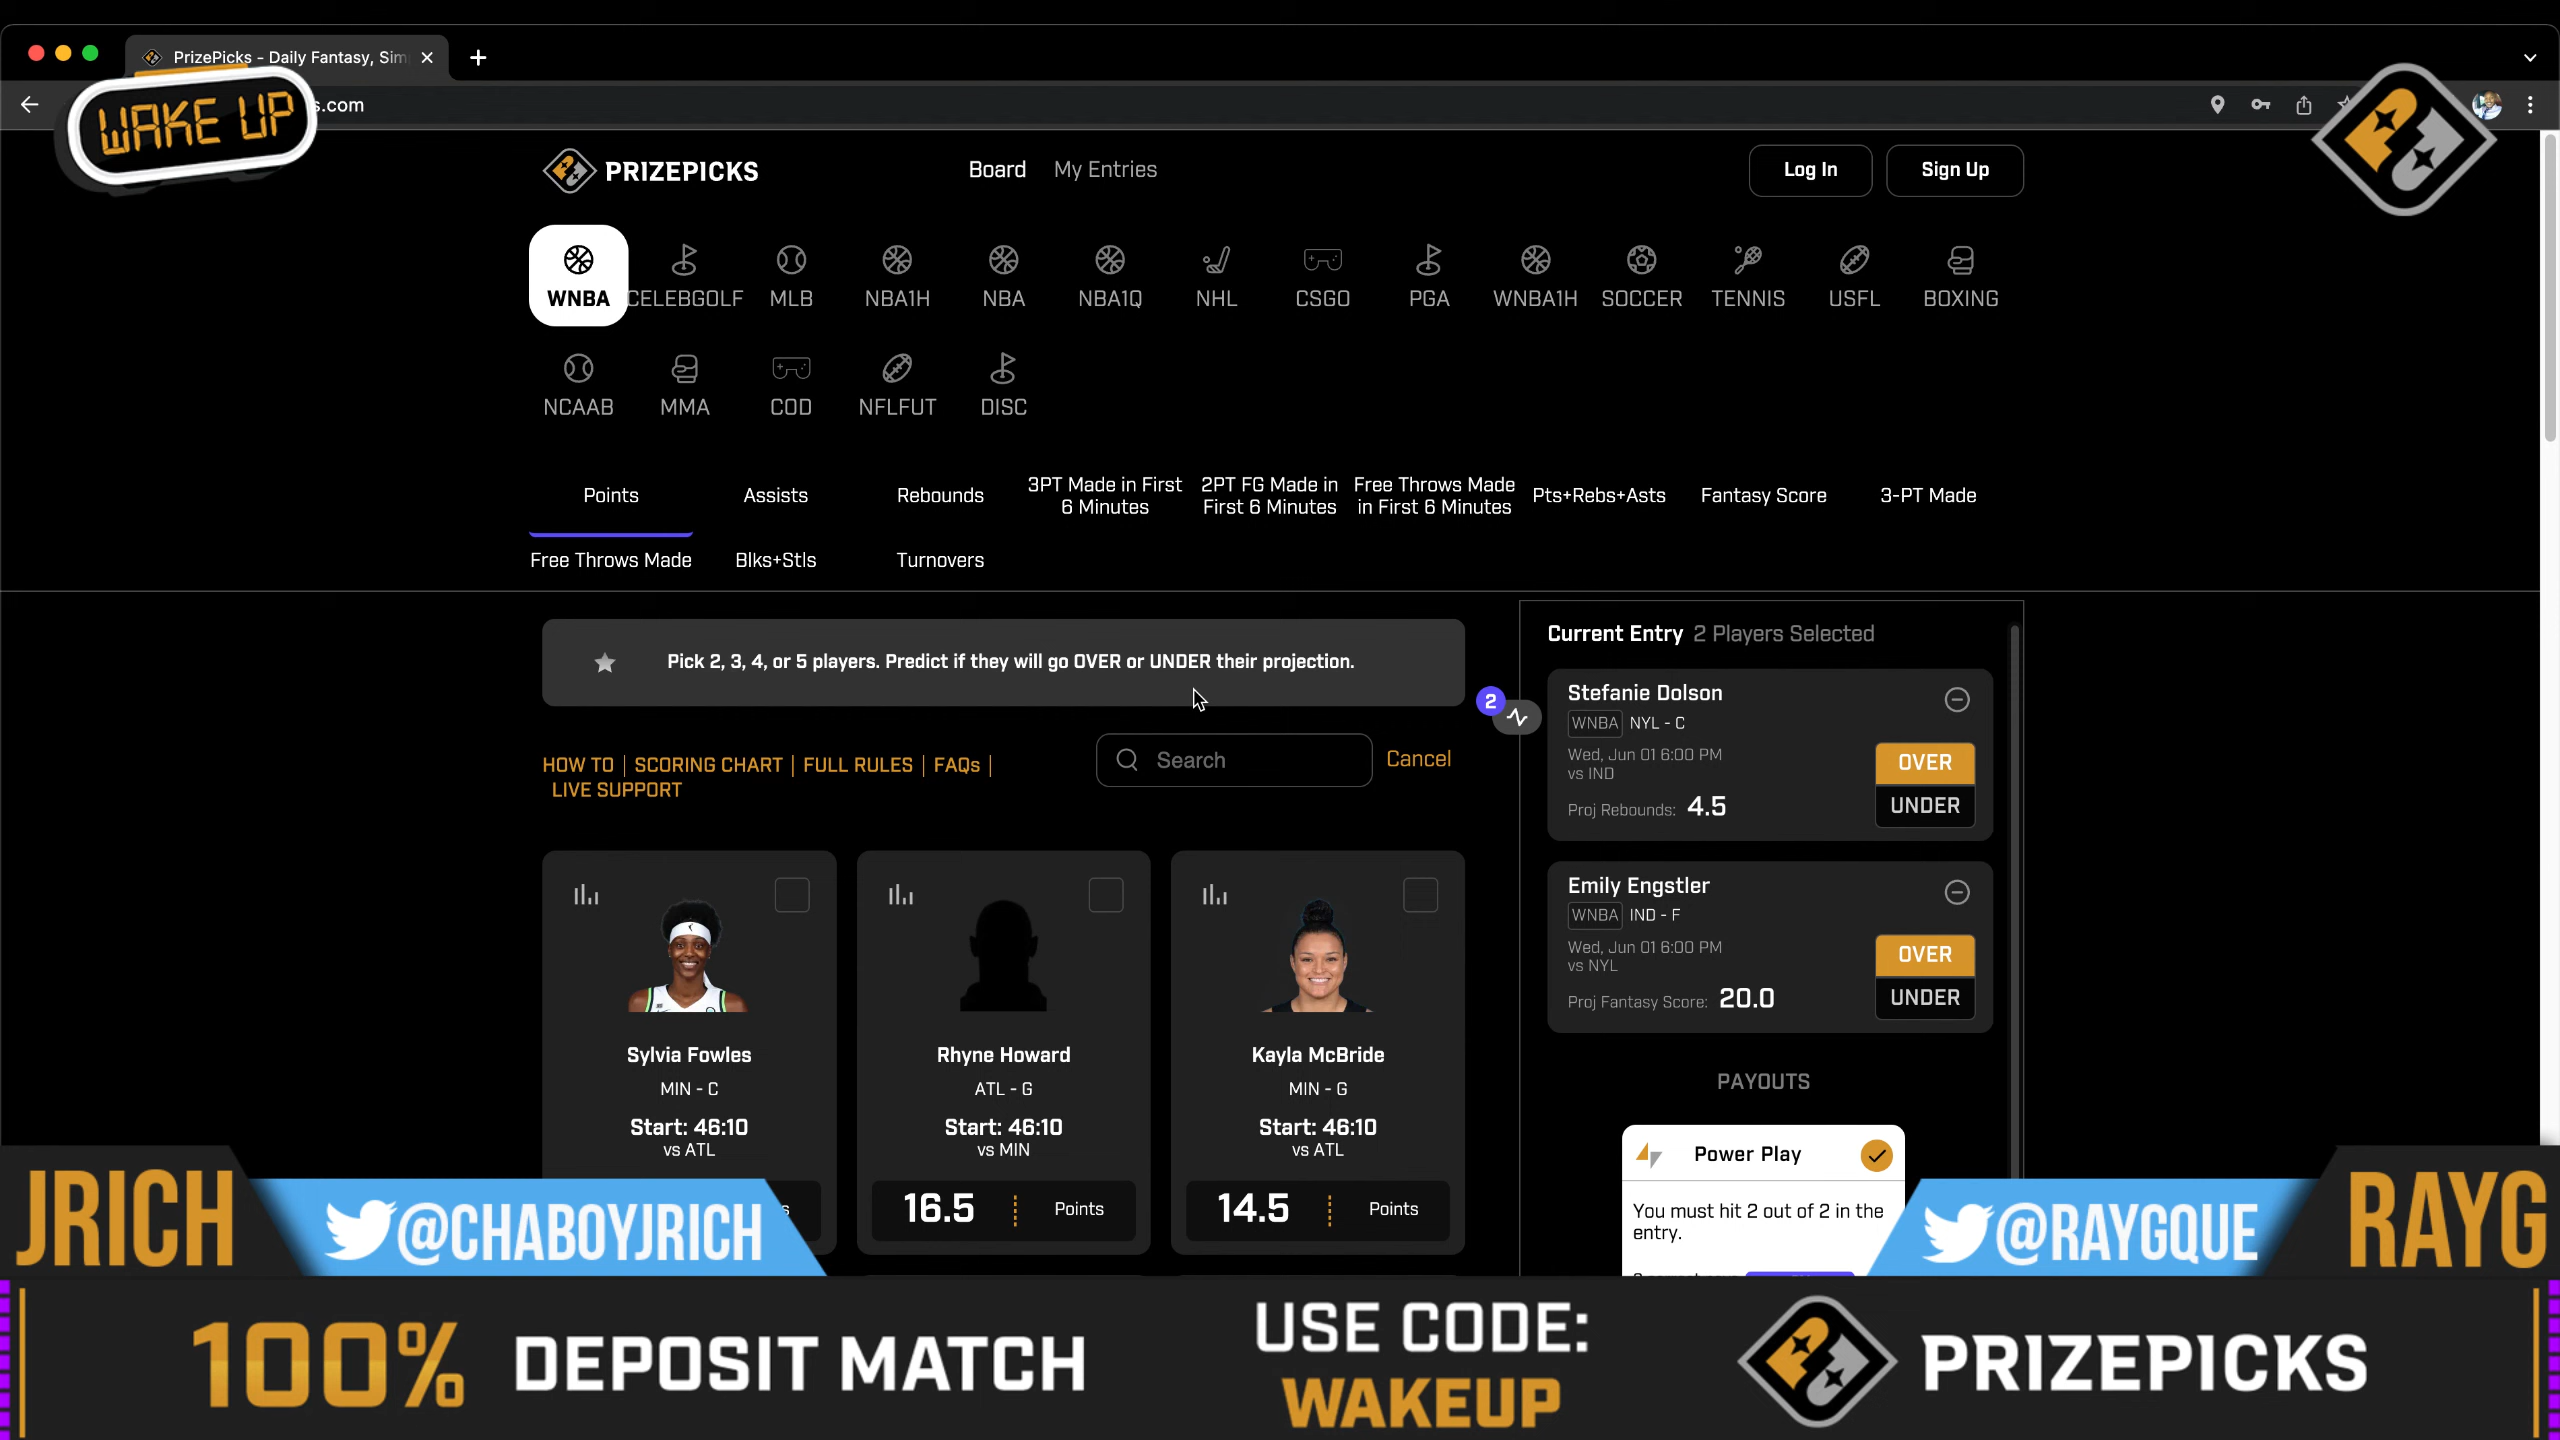 PrizePicks - Daily Fantasy, Sim
WAKE UP
s.com
PRIZEPICKS
Board
My Entries
Log In
Sign Up
WNBA
CELEBGOLF
MLB
NBA1H
NBA
NBA1Q
NHL
CSGO
PGA
WNBA1H
SOCCER
TENNIS
USFL
BOXING
NCAAB
MMA
COD
NFLFUT
DISC
Points
Assists
Rebounds
3PT Made in First
6 Minutes
2PT FG Made in
First 6 Minutes
Free Throws Made
in First 6 Minutes
Pts+Rebs+Asts
Fantasy Score
3-PT Made
Free Throws Made
Blks+Stls
Turnovers
Pick 2, 3, 4, or 5 players. Predict if they will go OVER or UNDER their projection.
HOW TO | SCORING CHART | FULL RULES | FAQs |
LIVE SUPPORT
Search
Cancel
Sylvia Fowles
MIN - C
Start: 46:10
vs ATL
s
Rhyne Howard
ATL - G
Start: 46:10
vs MIN
16.5
Points
Kayla McBride
MIN - G
Start: 46:10
vs ATL
14.5
Points
2
Current Entry 2 Players Selected
Stefanie Dolson
WNBA NYL - C
Wed, Jun 01 6:00 PM
vs IND
Proj Rebounds: 4.5
OVER
UNDER
Emily Engstler
WNBA IND - F
Wed, Jun 01 6:00 PM
vs NYL
Proj Fantasy Score: 20.0
OVER
UNDER
PAYOUTS
Power Play
You must hit 2 out of 2 in the
entry.
JRICH
@CHABOYJRICH
@RAYGQUE
RAYG
100% DEPOSIT MATCH
USE CODE:
WAKEUP
PRIZEPICKS